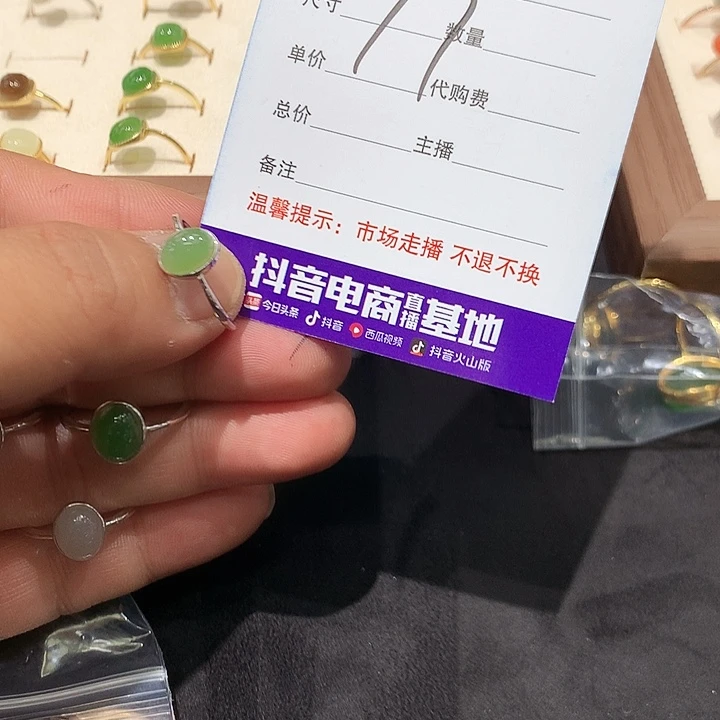 尺寸
数量
单价
代购费
总价
主播
备注
温馨提示：市场走播 不退不换
抖音电商直播基地
头条 今日头条 抖音 西瓜视频 抖音火山版